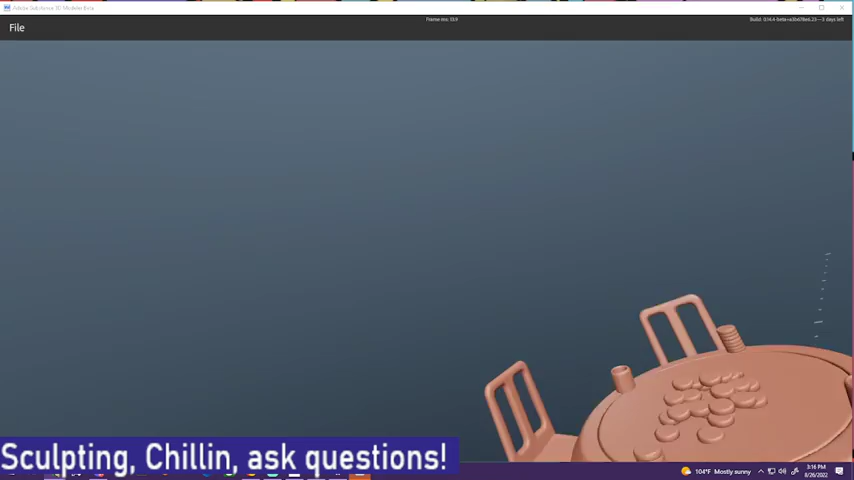 Adobe Substance 3D Modeler Beta
File
Sculpting, Chillin, ask questions!
104°F Mostly sunny
3:16 PM
8/26/2022